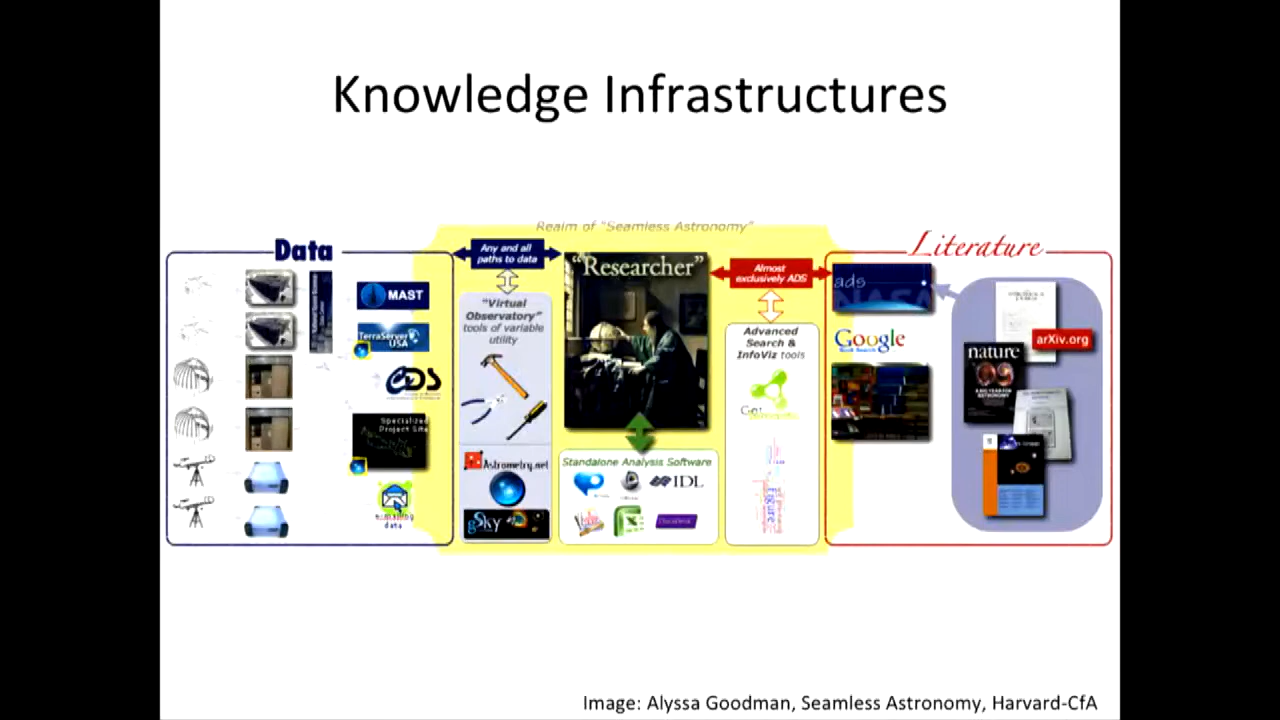 Knowledge Infrastructures
Realm of "Seamless Astronomy"
Data
MAST
TerraServer
USA
CDS
Specialized
Project Site
e-mailing
data
Any and all
paths to data
"Virtual
Observatory"
tools of variable
utility
Astrometry.net
gSky
"Researcher"
Standalone Analysis Software
IDL
Almost
exclusively ADS
Advanced
Search &
InfoViz tools
Literature
ads
NASA
Google
arXiv.org
nature
Image: Alyssa Goodman, Seamless Astronomy, Harvard-CfA